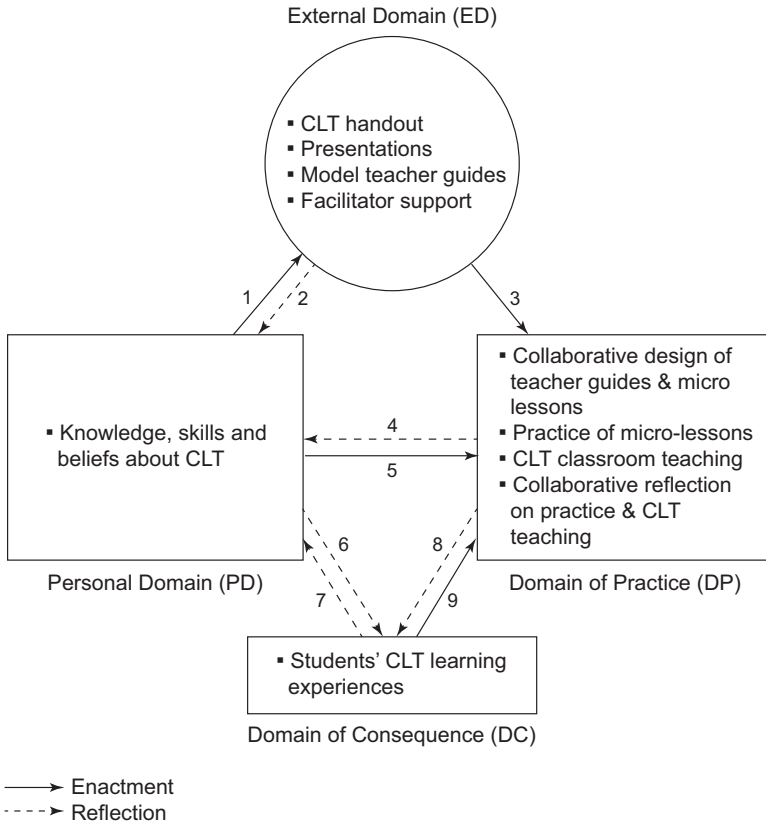 External Domain (ED)
▪ CLT handout
▪ Presentations
▪ Model teacher guides
▪ Facilitator support
1
2
3
▪ Knowledge, skills and
beliefs about CLT
Personal Domain (PD)
4
5
▪ Collaborative design of
teacher guides & micro
lessons
▪ Practice of micro-lessons
▪ CLT classroom teaching
▪ Collaborative reflection
on practice & CLT
teaching
Domain of Practice (DP)
6
7
8
9
▪ Students’ CLT learning
experiences
Domain of Consequence (DC)
Enactment
Reflection